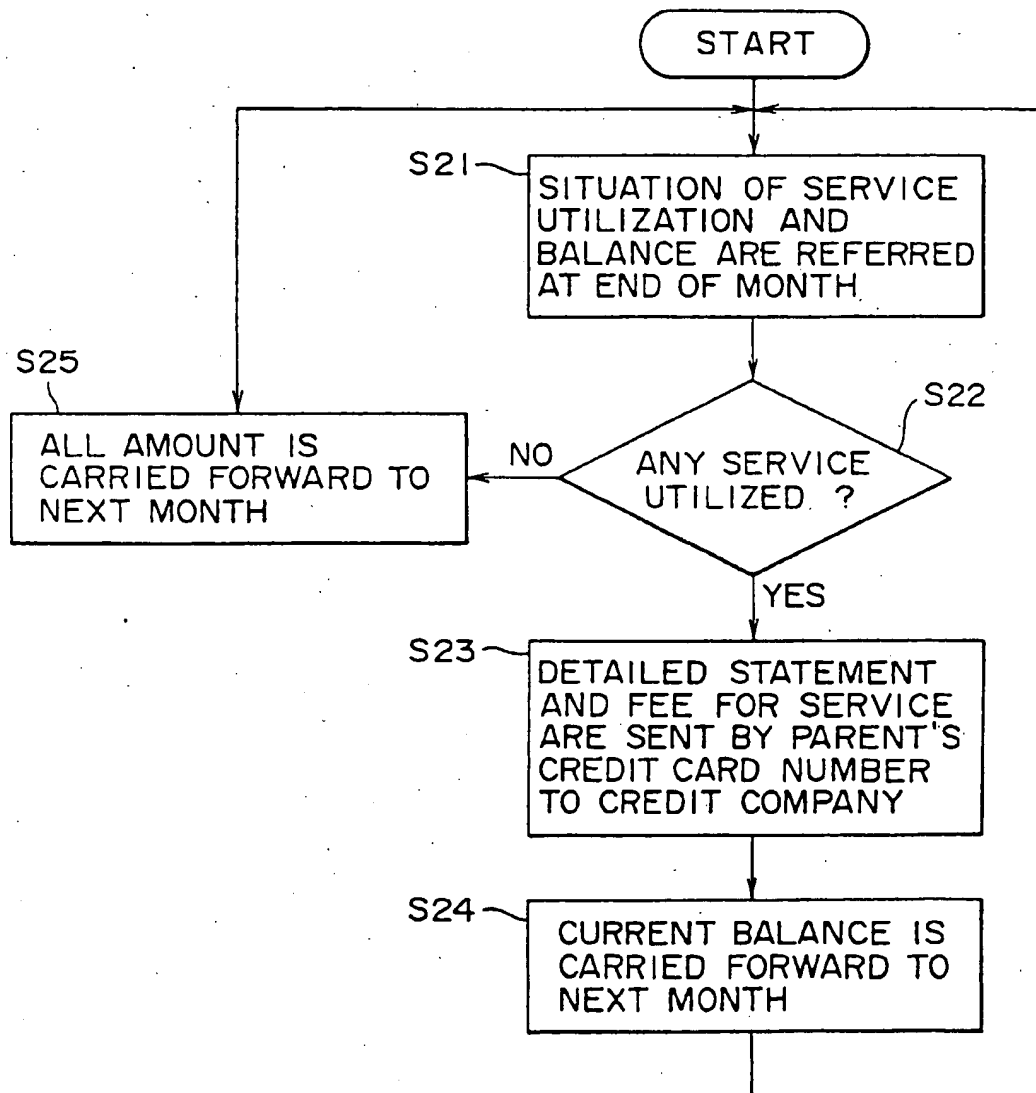 START
S21
SITUATION OF SERVICE
UTILIZATION AND
BALANCE ARE REFERRED
AT END OF MONTH
S22
ANY SERVICE
UTILIZED ?
NO
S25
ALL AMOUNT IS
CARRIED FORWARD TO
NEXT MONTH
YES
S23
DETAILED STATEMENT
AND FEE FOR SERVICE
ARE SENT BY PARENT'S
CREDIT CARD NUMBER
TO CREDIT COMPANY
S24
CURRENT BALANCE IS
CARRIED FORWARD TO
NEXT MONTH